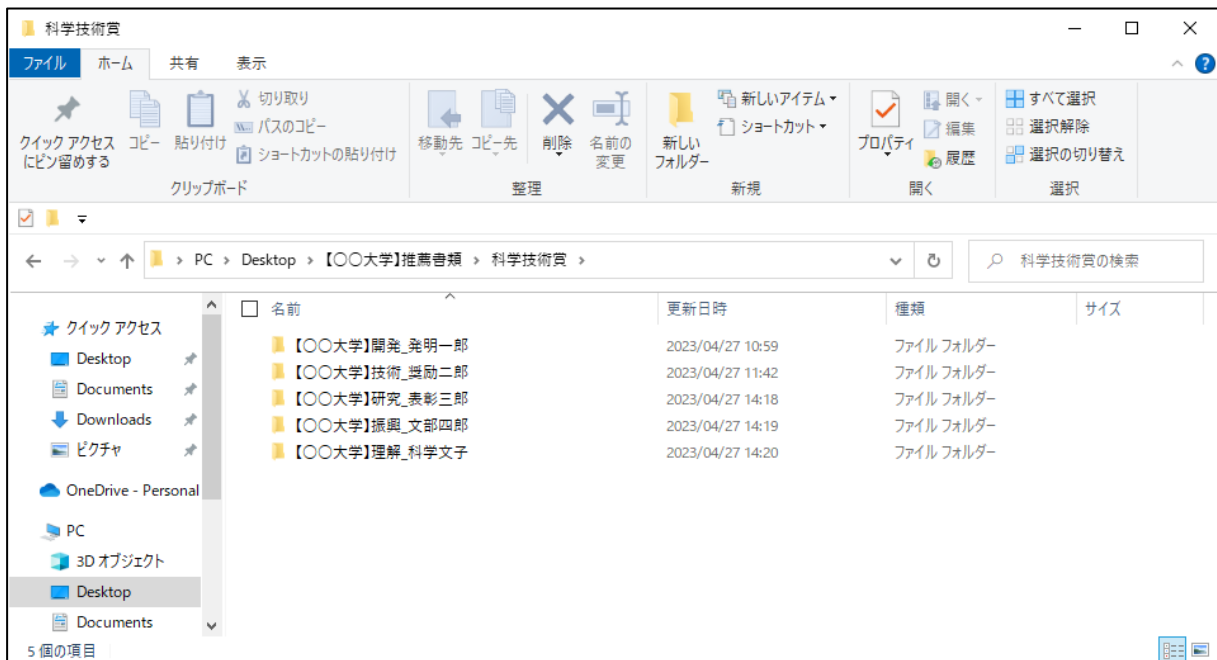 科学技術賞
ファイル ホーム 共有 表示
クイック アクセス
にピン留めする
コピー
貼り付け
切り取り
パスのコピー
ショートカットの貼り付け
クリップボード
移動先
コピー先
削除
名前の
変更
整理
新しい
フォルダー
新しいアイテム
ショートカット
新規
プロパティ
開く
編集
履歴
開く
すべて選択
選択解除
選択の切り替え
選択
PC > Desktop > 【〇〇大学】推薦書類 > 科学技術賞 >
科学技術賞の検索
クイック アクセス
Desktop
Documents
Downloads
ピクチャ
OneDrive - Personal
PC
3D オブジェクト
Desktop
Documents
名前 更新日時 種類 サイズ
【〇〇大学】開発_発明一郎 2023/04/27 10:59 ファイル フォルダー
【〇〇大学】技術_奨励二郎 2023/04/27 11:42 ファイル フォルダー
【〇〇大学】研究_表彰三郎 2023/04/27 14:18 ファイル フォルダー
【〇〇大学】振興_文部四郎 2023/04/27 14:19 ファイル フォルダー
【〇〇大学】理解_科学文子 2023/04/27 14:20 ファイル フォルダー
5 個の項目